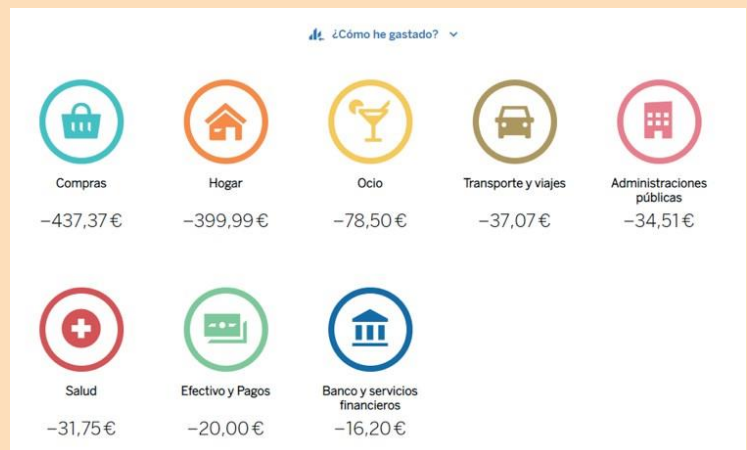 ¿Cómo he gastado?
Compras
−437,37 €
Hogar
−399,99 €
Ocio
−78,50 €
Transporte y viajes
−37,07 €
Administraciones
públicas
−34,51 €
Salud
−31,75 €
Efectivo y Pagos
−20,00 €
Banco y servicios
financieros
−16,20 €